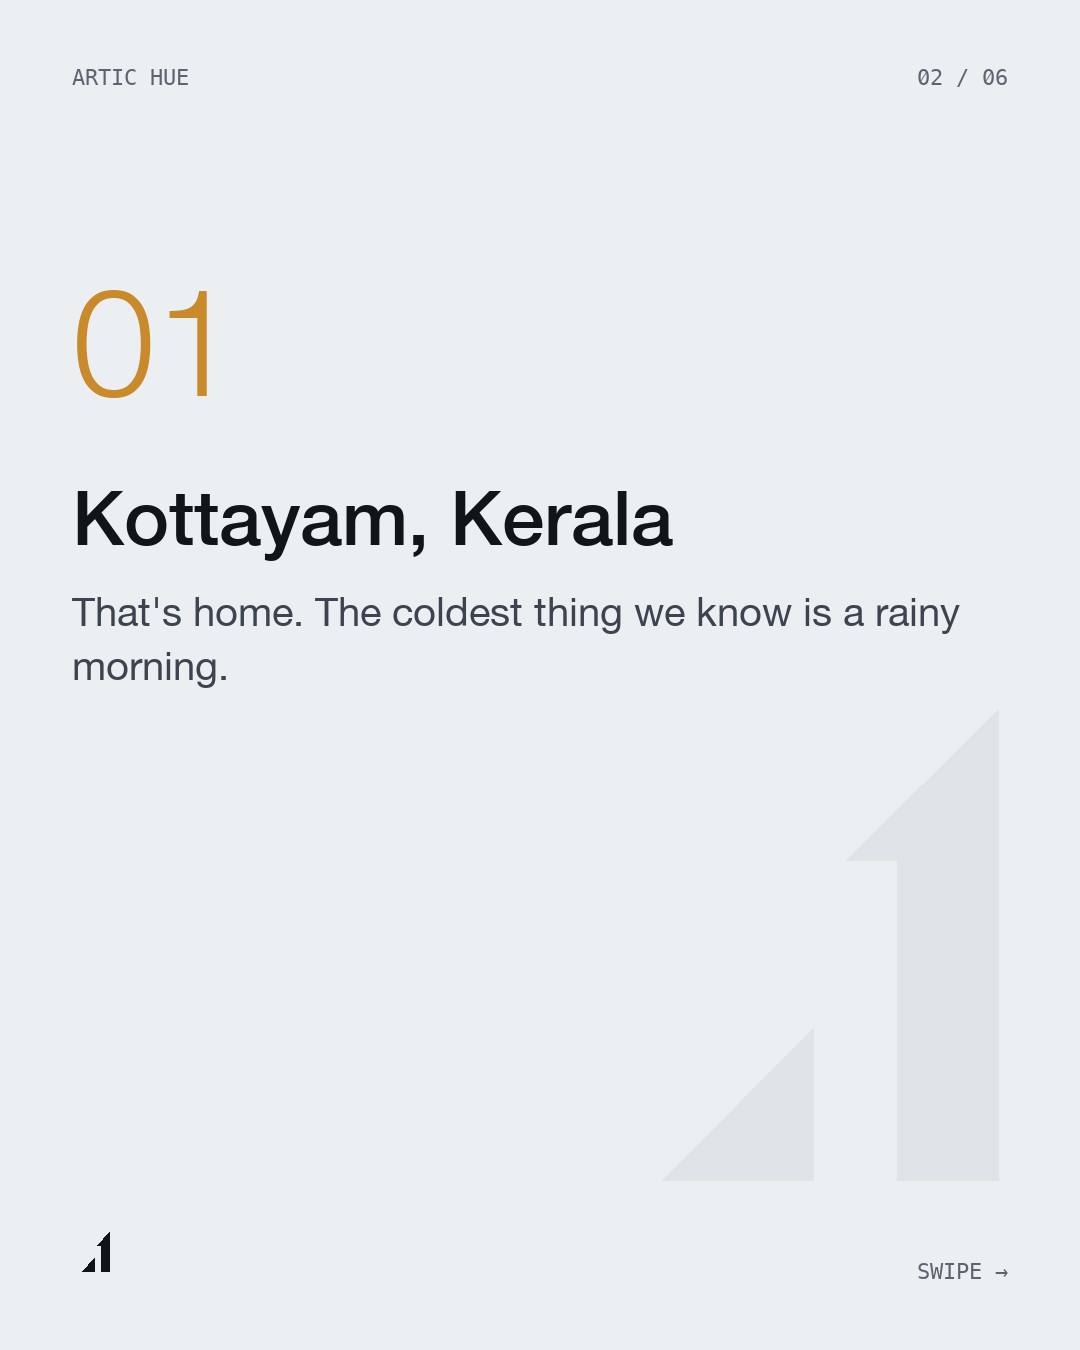 ARTIC HUE
02 / 06
01
Kottayam, Kerala
That's home. The coldest thing we know is a rainy
morning.
SWIPE →